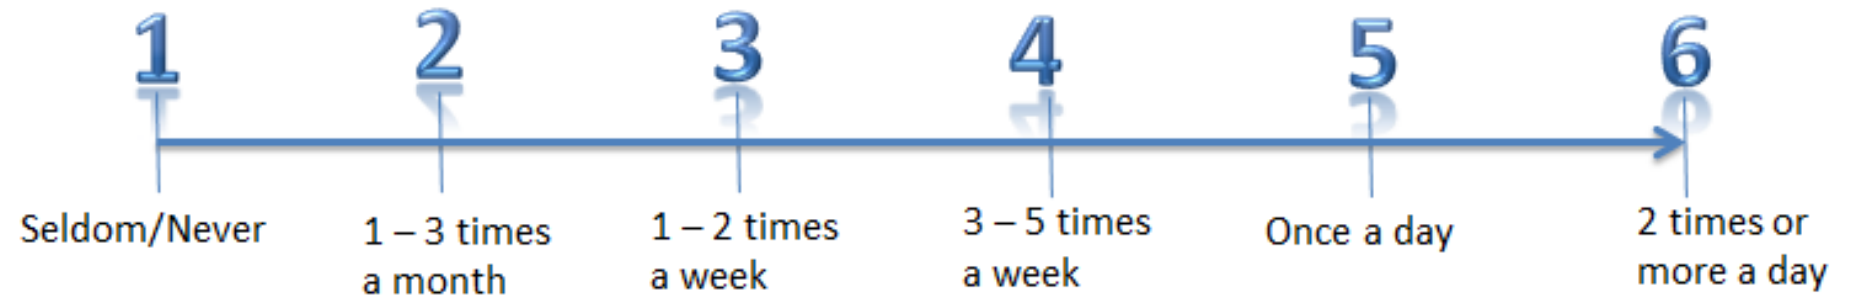 1 2 3 4 5 6
Seldom/Never
1 – 3 times
a month
1 – 2 times
a week
3 – 5 times
a week
Once a day
2 times or
more a day